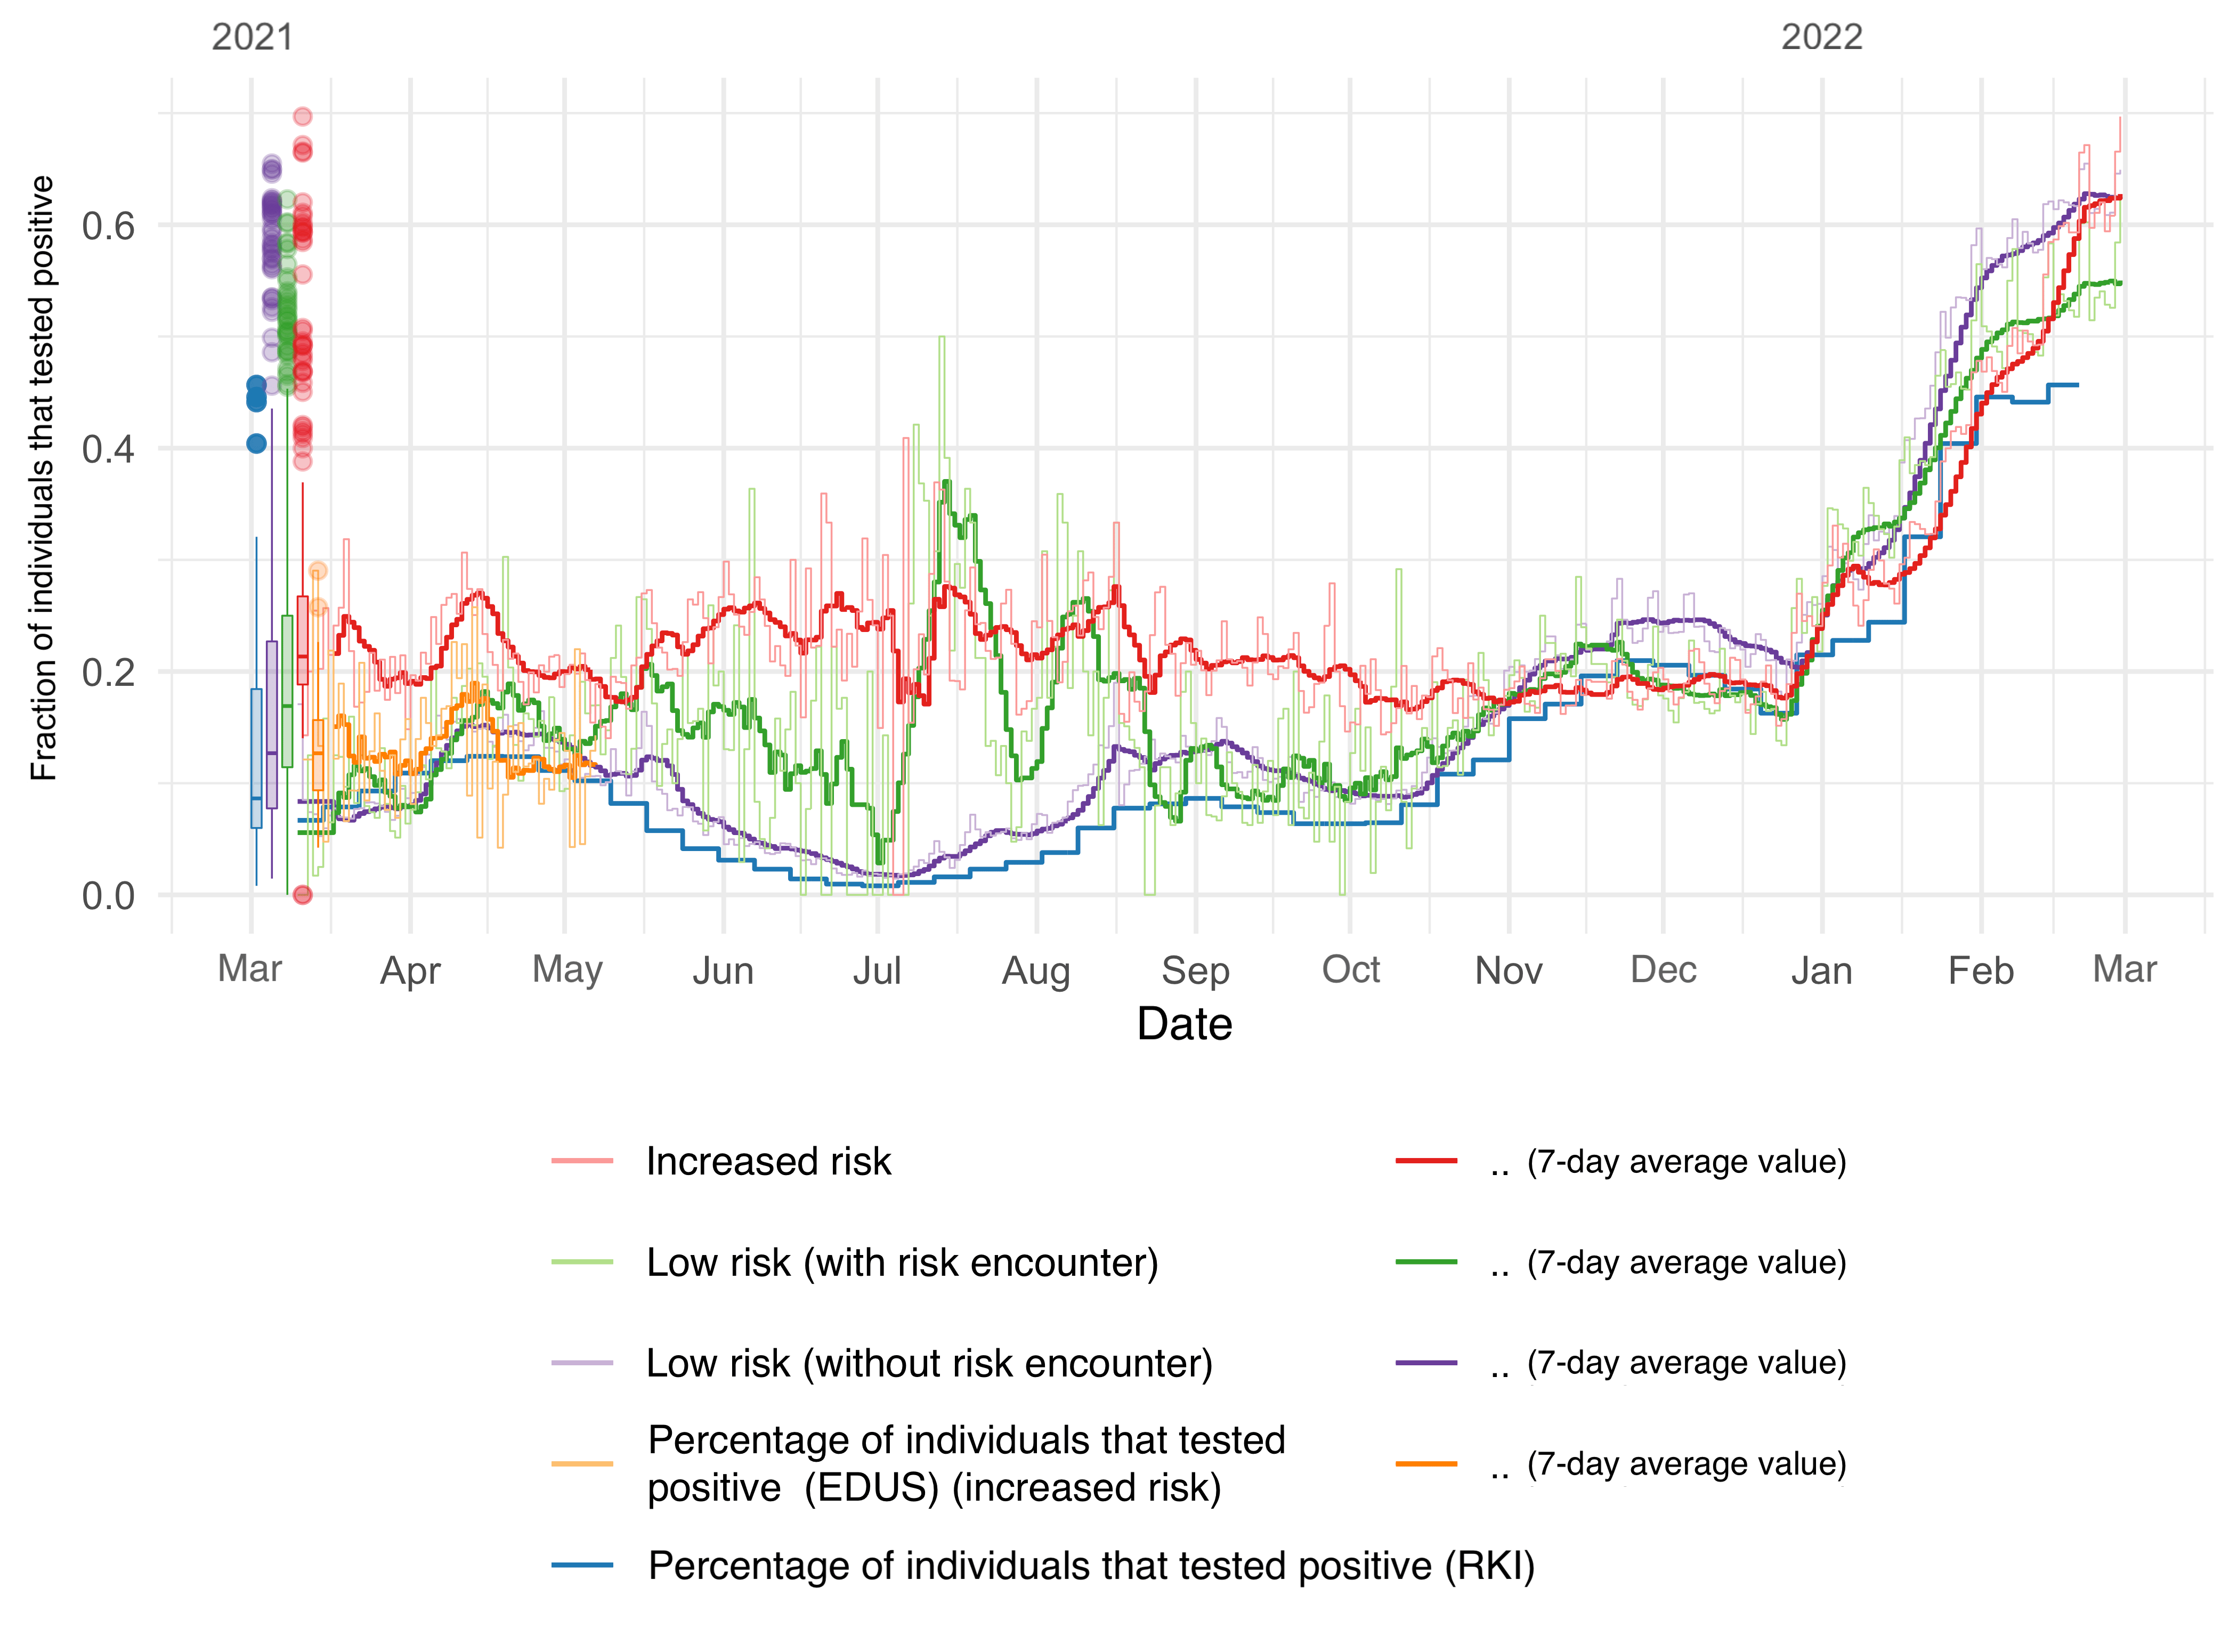 2021
2022
Fraction of individuals that tested positive
0.6
0.4
0.2
0.0
Mar
Apr
May
Jun
Jul
Aug
Sep
Oct
Nov
Dec
Jan
Feb
Mar
Date
Increased risk
.. (7-day average value)
Low risk (with risk encounter)
.. (7-day average value)
Low risk (without risk encounter)
.. (7-day average value)
Percentage of individuals that tested
positive (EDUS) (increased risk)
.. (7-day average value)
Percentage of individuals that tested positive (RKI)